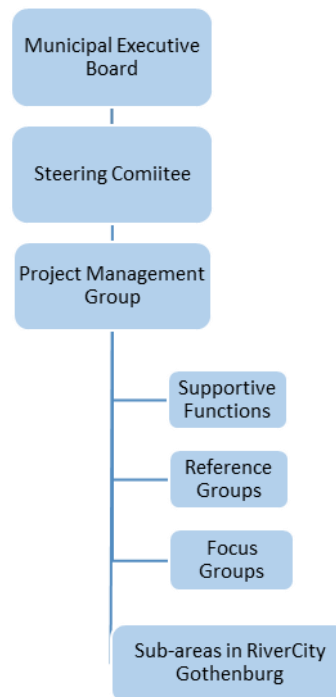 Municipal Executive
Board
Steering Comiitee
Project Management
Group
Supportive
Functions
Reference
Groups
Focus
Groups
Sub-areas in RiverCity
Gothenburg